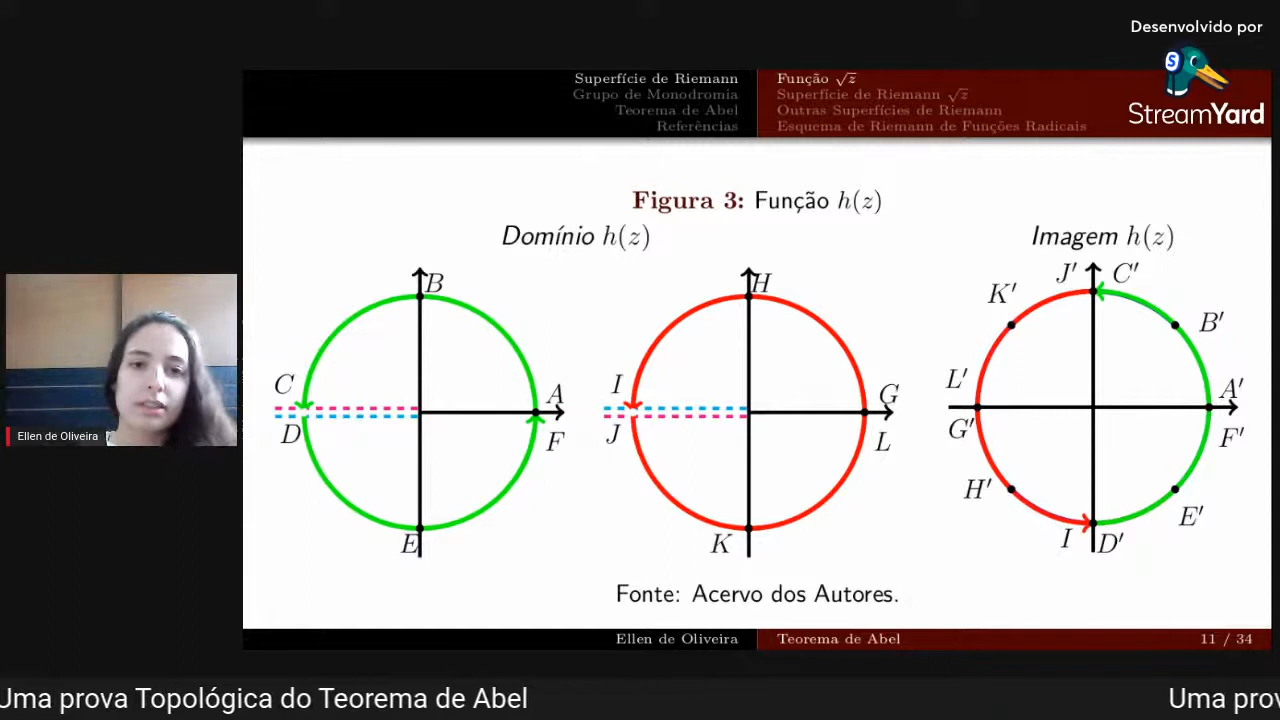 Desenvolvido por
StreamYard
Superfície de Riemann
Grupo de Monodromia
Teorema de Abel
Referências
Função √z
Superfície de Riemann √z
Outras Superfícies de Riemann
Esquema de Riemann de Funções Radicais
Figura 3: Função h(z)
Domínio h(z)
Imagem h(z)
B
C
D
A
F
E
H
I
J
G
L
K
J′ C′
K′
B′
L′
A′
G′
F′
H′
E′
I D′
Fonte: Acervo dos Autores.
Ellen de Oliveira
Teorema de Abel
11 / 34
Ellen de Oliveira
Uma prova Topológica do Teorema de Abel
Uma prov